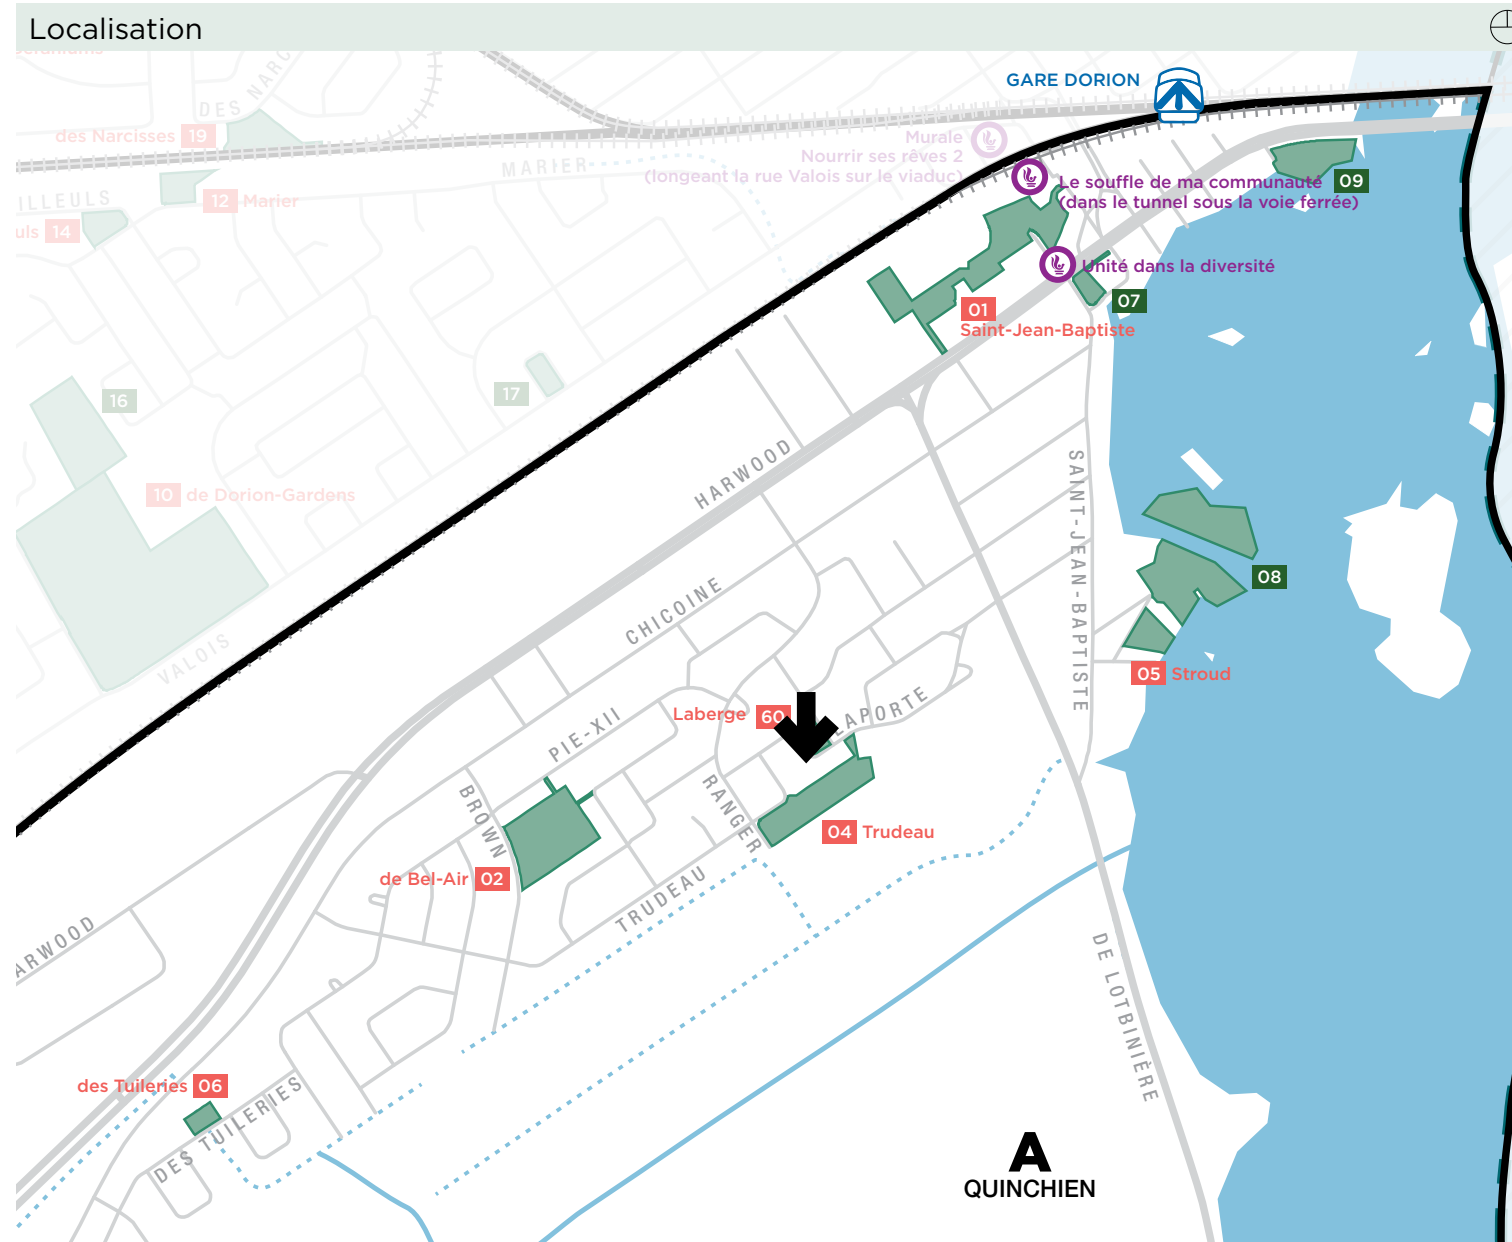 Localisation
GARE DORION
DES NARC
des Narcisses 19
MARIER
Murale
Nourrir ses rêves 2
(longeant la rue Valois sur le viaduc)
Le souffle de ma communauté
(dans le tunnel sous la voie ferrée)
09
ILLEULS
12 Marier
uls 14
Unité dans la diversité
07
01
Saint-Jean-Baptiste
16
17
10 de Dorion-Gardens
HARWOOD
SAINT-JEAN-BAPTISTE
08
CHICOINE
VALOIS
05 Stroud
Laberge 60
LAPORTE
PIE-XII
BROWN
RANGER
04 Trudeau
de Bel-Air 02
TRUDEAU
ARWOOD
DE LOTBINIÈRE
des Tuileries 06
DES TUILERIES
A
QUINCHIEN